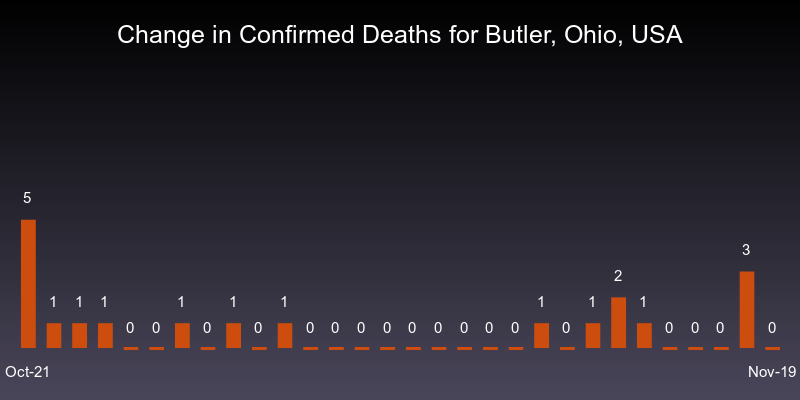 Change in Confirmed Deaths for Butler, Ohio, USA
5 1 1 1 0 0 1 0 1 0 1 0 0 0 0 0 0 0 0 0 1 0 1 2 1 0 0 0 3 0
Oct-21 Nov-19